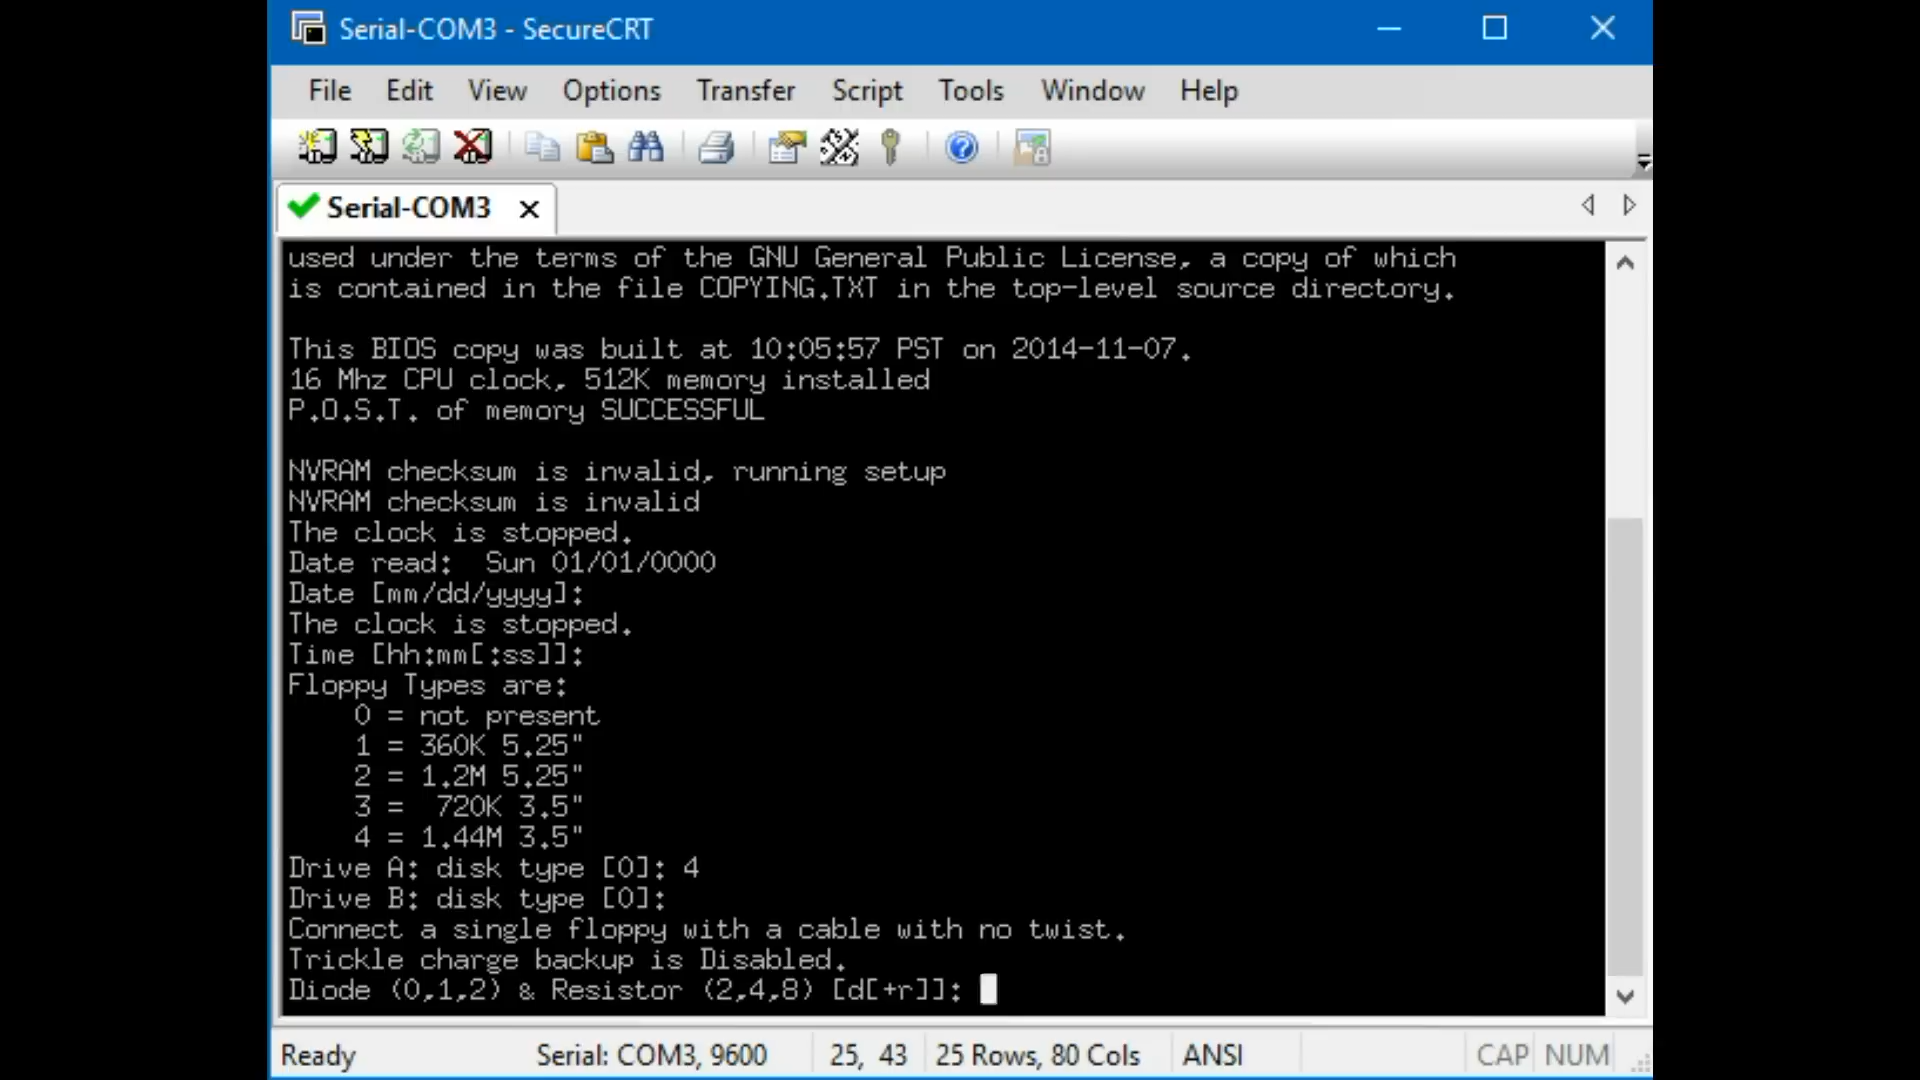 Serial-COM3 - SecureCRT
File Edit View Options Transfer Script Tools Window Help
Serial-COM3
used under the terms of the GNU General Public License, a copy of which
is contained in the file COPYING.TXT in the top-level source directory.
This BIOS copy was built at 10:05:57 PST on 2014-11-07.
16 Mhz CPU clock, 512K memory installed
P.O.S.T. of memory SUCCESSFUL
NVRAM checksum is invalid, running setup
NVRAM checksum is invalid
The clock is stopped.
Date read:  Sun 01/01/0000
Date [mm/dd/yyyy]:
The clock is stopped.
Time [hh:mm[:ss]]:
Floppy Types are:
0 = not present
1 = 360K 5.25"
2 = 1.2M 5.25"
3 =  720K 3.5"
4 = 1.44M 3.5"
Drive A: disk type [0]: 4
Drive B: disk type [0]:
Connect a single floppy with a cable with no twist.
Trickle charge backup is Disabled.
Diode (0,1,2) & Resistor (2,4,8) [d[+r]]:
Ready Serial: COM3, 9600 25, 43 25 Rows, 80 Cols ANSI CAP NUM